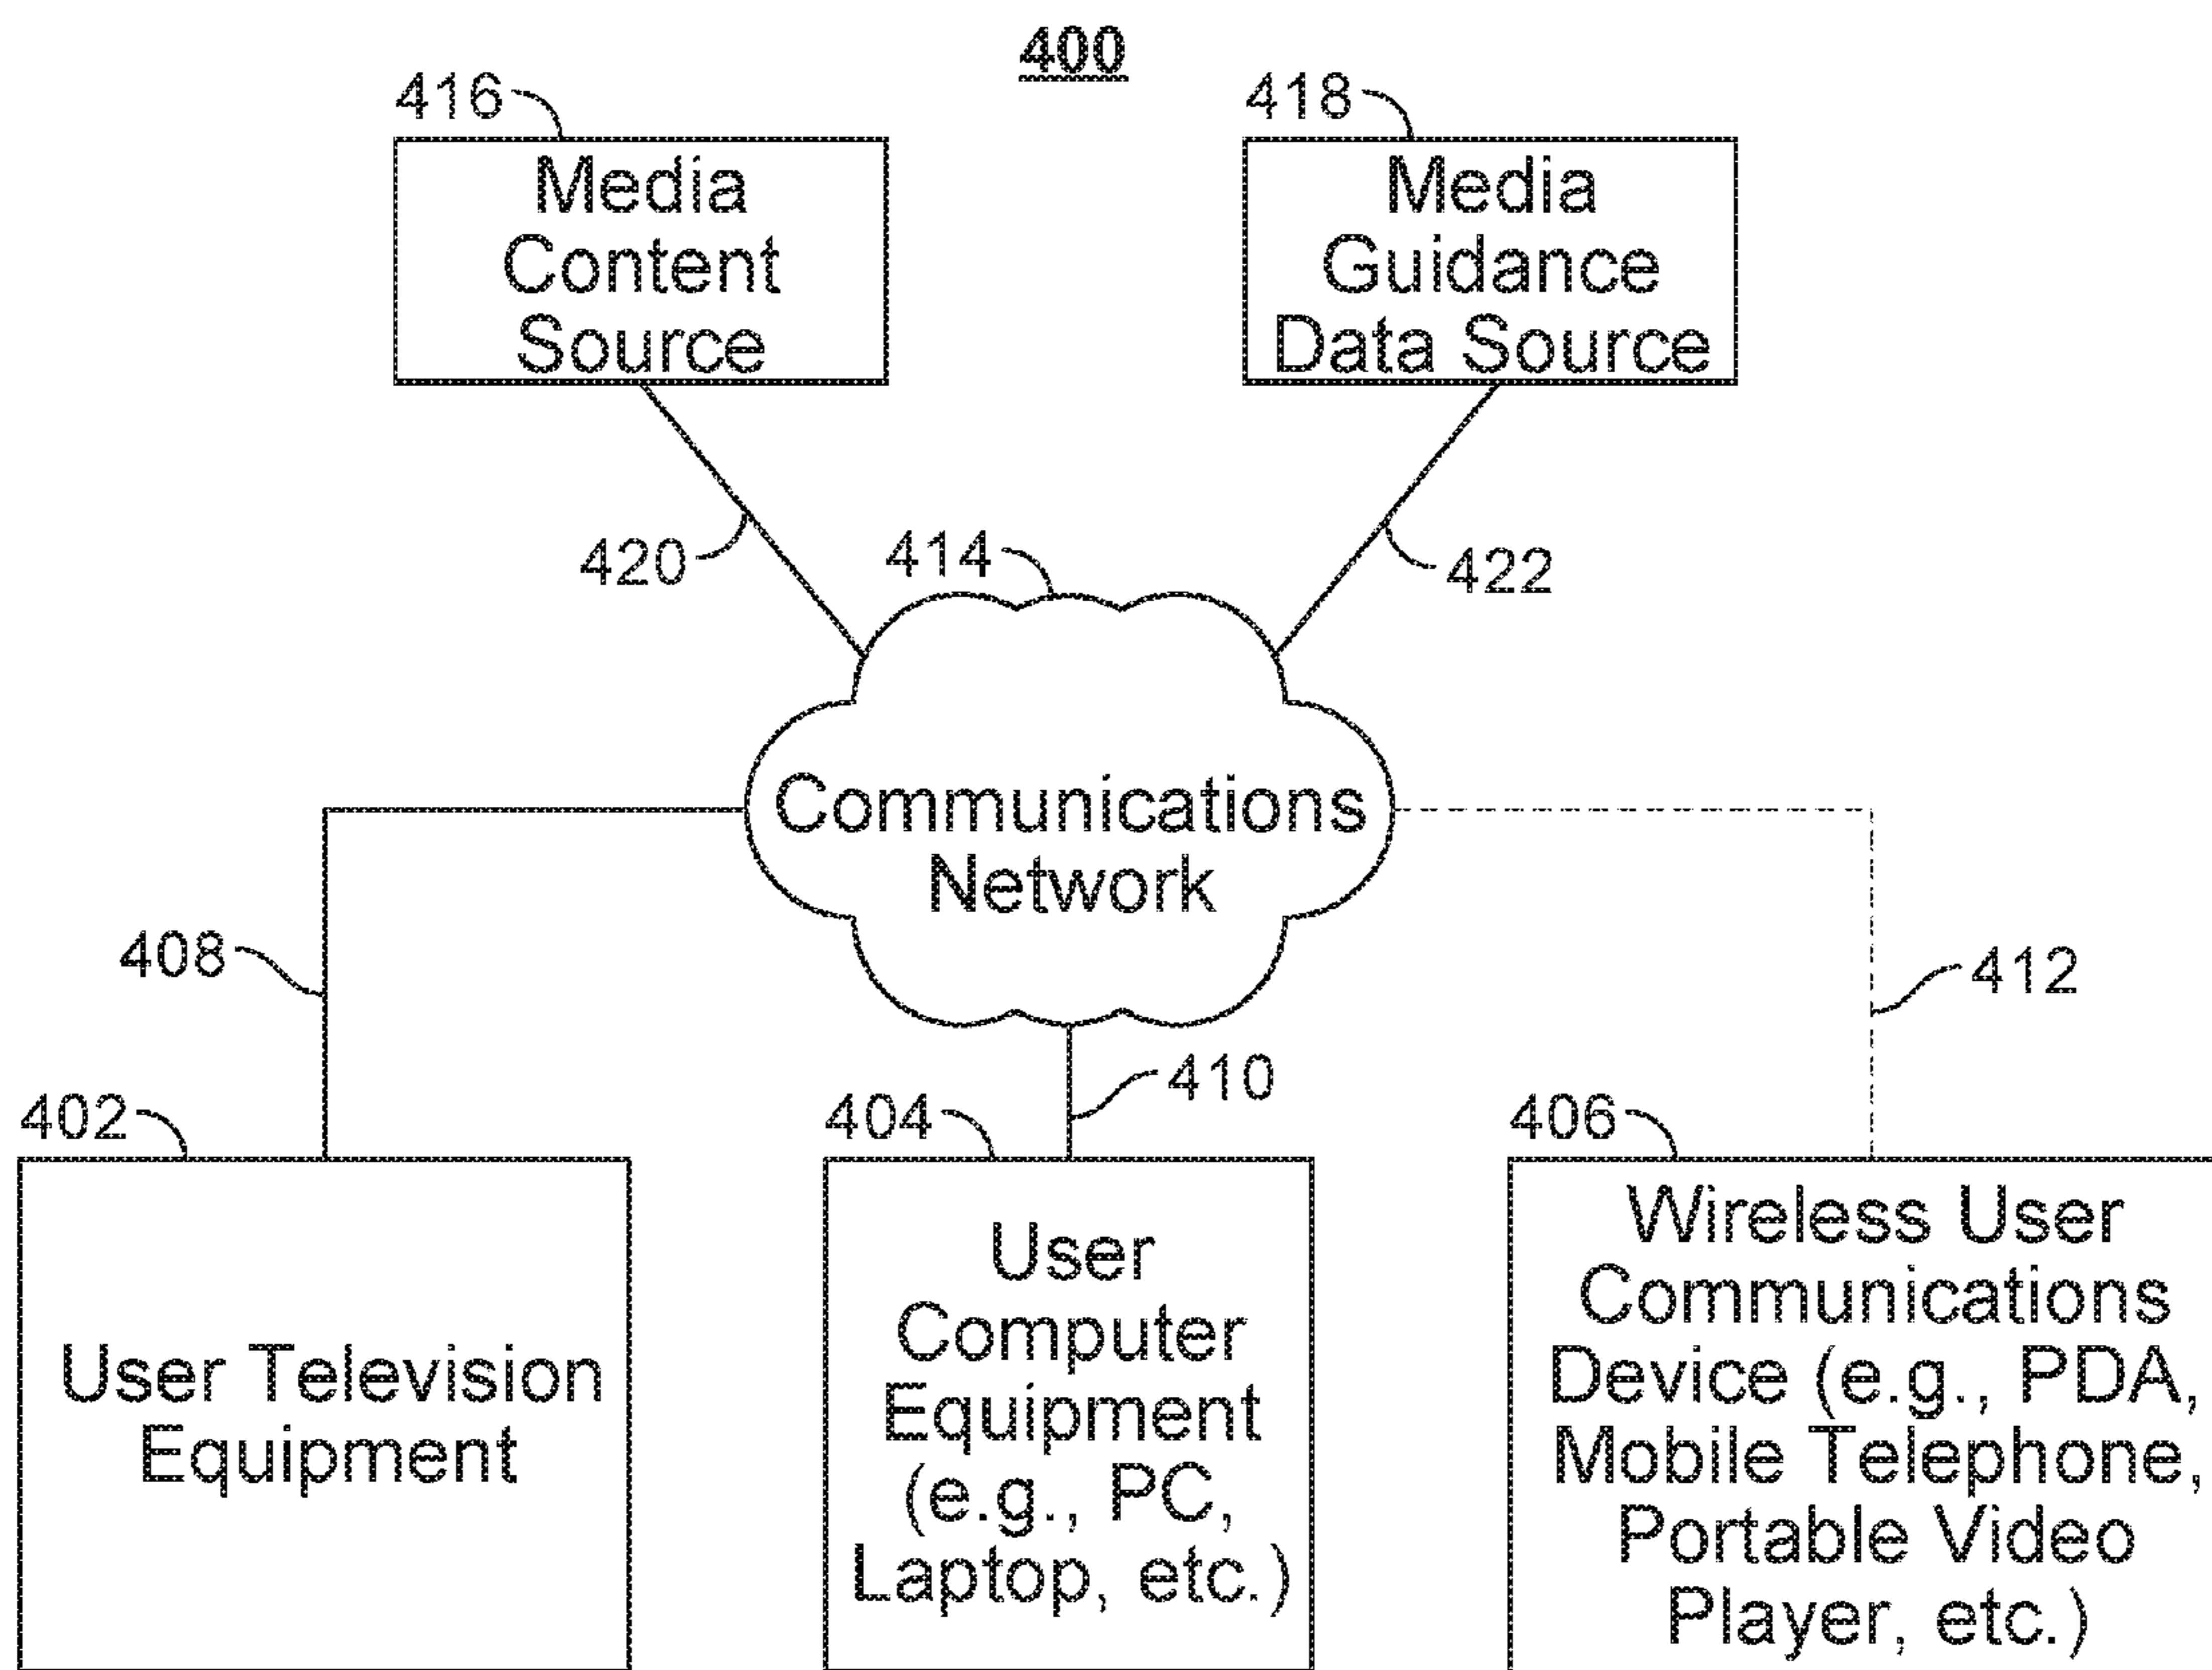 400
416
418
Media
Content
Source
Media
Guidance
Data Source
420
414
422
Communications
Network
408
412
410
402
404
406
User Television
Equipment
User
Computer
Equipment
(e.g., PC,
Laptop, etc.)
Wireless User
Communications
Device (e.g., PDA,
Mobile Telephone,
Portable Video
Player, etc.)